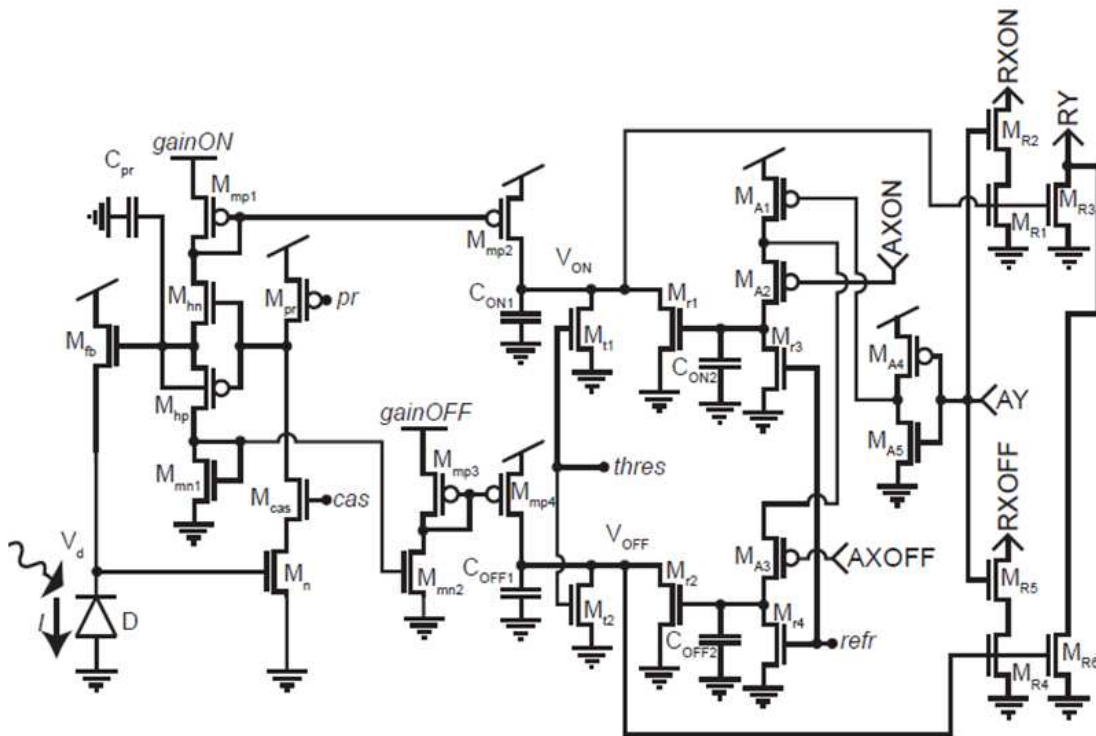 RXON
RY
gainON
C_pr
M_mp1
M_R2
M_A1
AXON
M_R3
M_mp2
M_R1
V_ON
M_hn
M_pr
pr
M_A2
C_ON1
M_r1
M_fb
M_t1
M_r3
M_A4
C_ON2
M_hp
AY
gainOFF
M_A5
M_mp3
M_mn1
thres
RXOFF
M_cas
cas
M_mp4
V_d
V_OFF
M_A3
AXOFF
M_n
C_OFF1
M_r2
M_R5
M_mn2
I
D
M_t2
M_r4
C_OFF2
refr
M_R4
M_R6